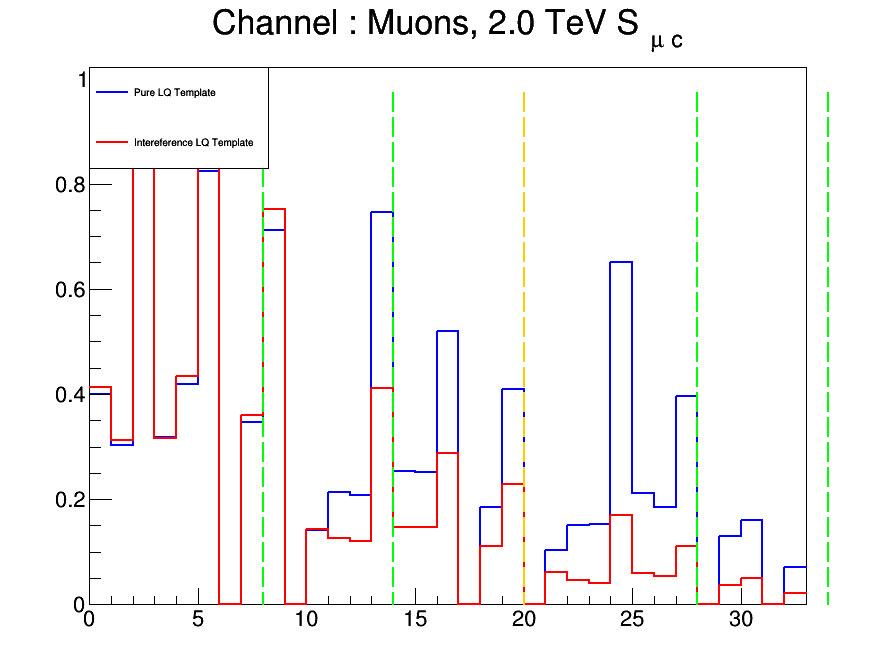 Channel : Muons, 2.0 TeV S μ c
1
Pure LQ Template
Intereference LQ Template
0.8
0.6
0.4
0.2
0
0 5 10 15 20 25 30